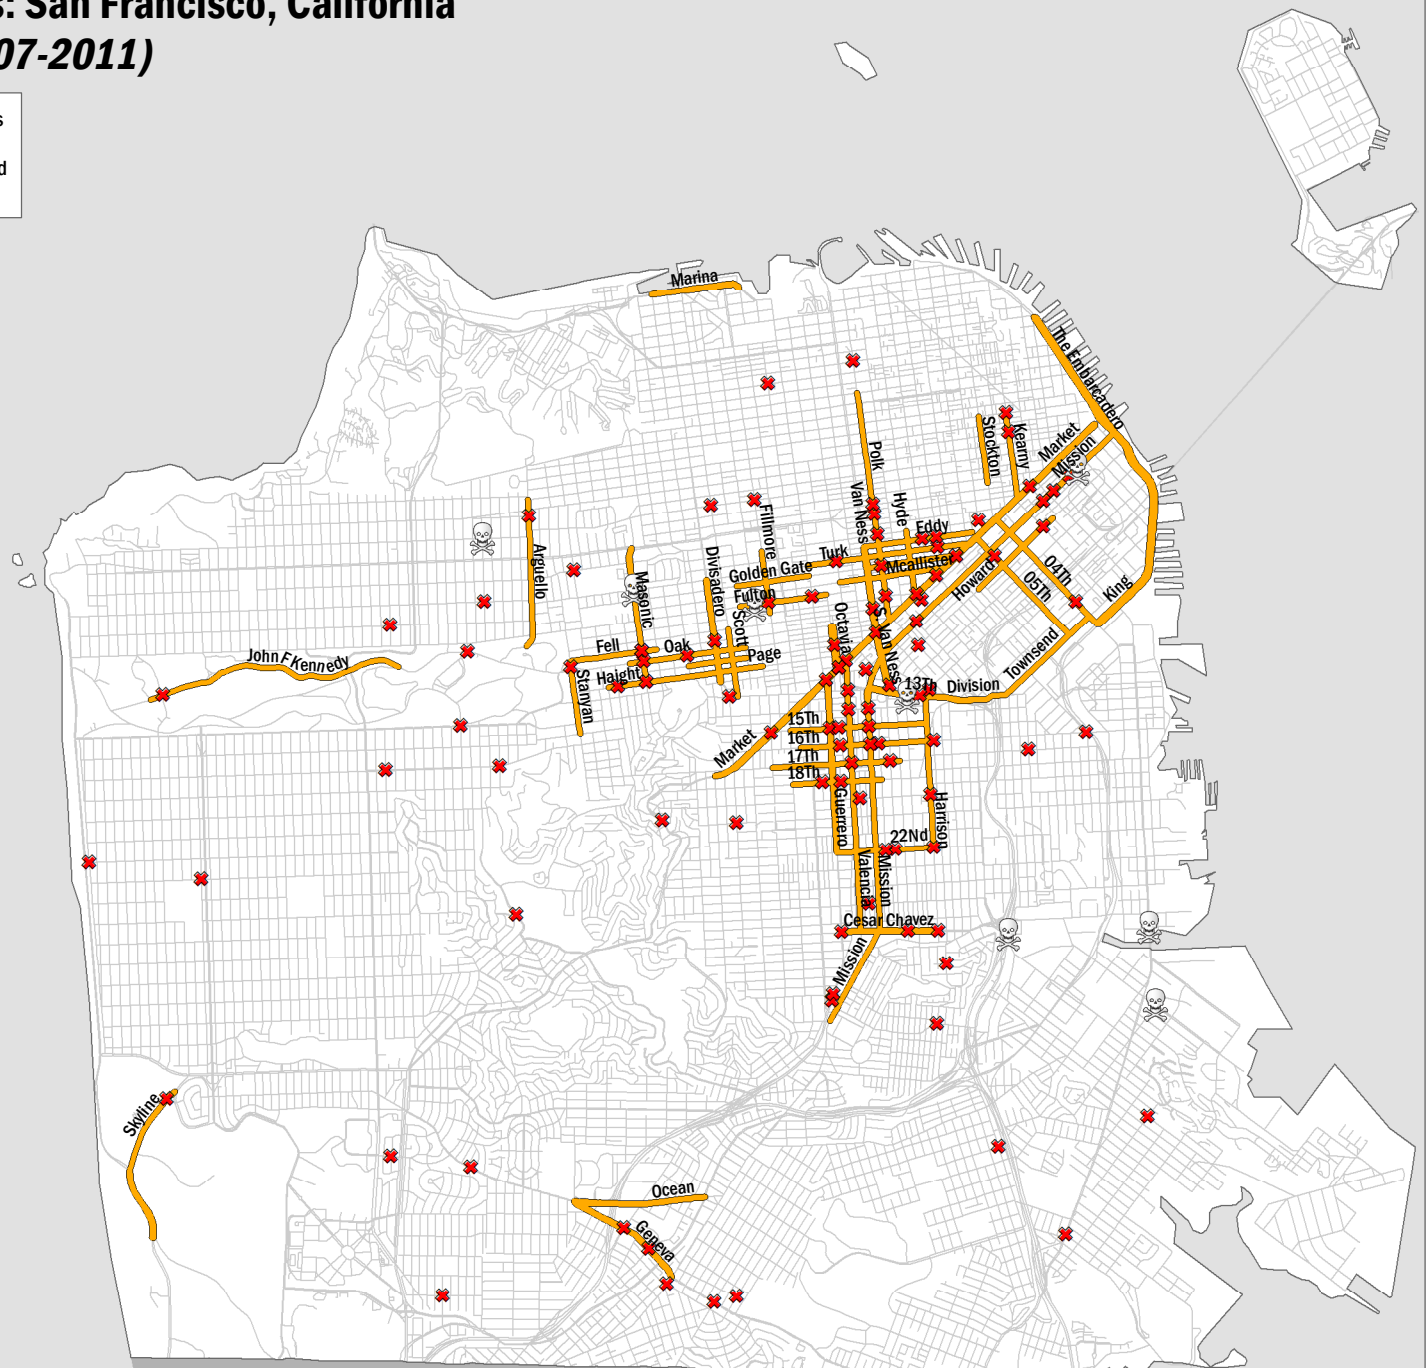 s: San Francisco, California
07-2011)
s
d
Marina
The Embarcadero
Stockton
Kearny
Market
Mission
Polk
Van Ness
Hyde
Eddy
Fillmore
Turk
Mcallister
Golden Gate
Arguello
Masonic
Divisadero
Fulton
Howard
04Th
05Th
King
Octavia
Scott
S Van Ness
Fell
Oak
Page
John F Kennedy
Haight
Stanyan
Townsend
13Th
Division
15Th
16Th
17Th
18Th
Market
Guerrero
Harrison
22Nd
Valencia
Mission
Cesar Chavez
Mission
Skyline
Ocean
Geneva